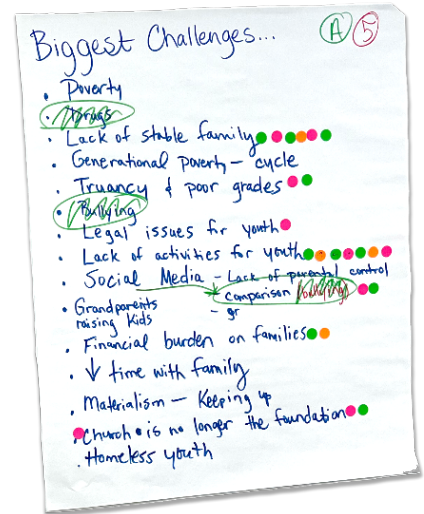 Biggest Challenges... A 5
• Poverty
• Drugs
• Lack of stable family
• Generational poverty – cycle
• Truancy & poor grades
• Bullying
• Legal issues for youth
• Lack of activities for youth
• Social Media – Lack of parental control
comparison bullying
• Grandparents – gr
raising kids
• Financial burden on families
• ↓ time with family
• Materialism – Keeping up
• Church is no longer the foundation
• Homeless youth